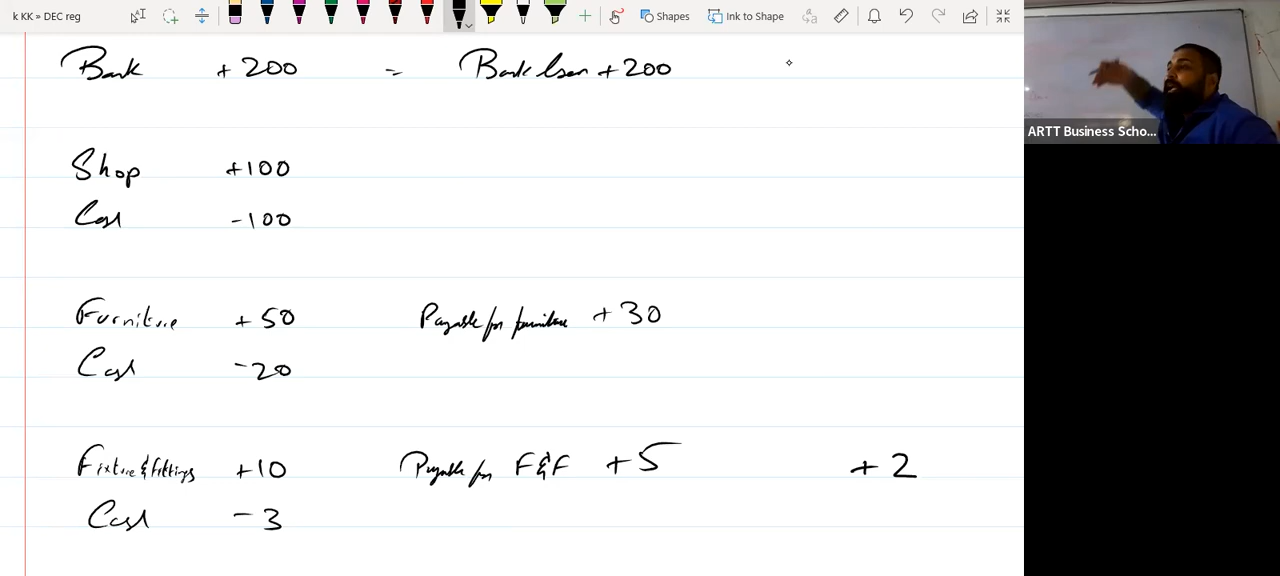 k KK » DEC reg
Shapes
Ink to Shape
ARTT Business Scho...
Bank +200 = Bank loan +200
Shop +100
Cash -100
Furniture +50 Payable for furniture +30
Cash -20
Fixture & fittings +10 Payable for F&F +5 +2
Cash -3